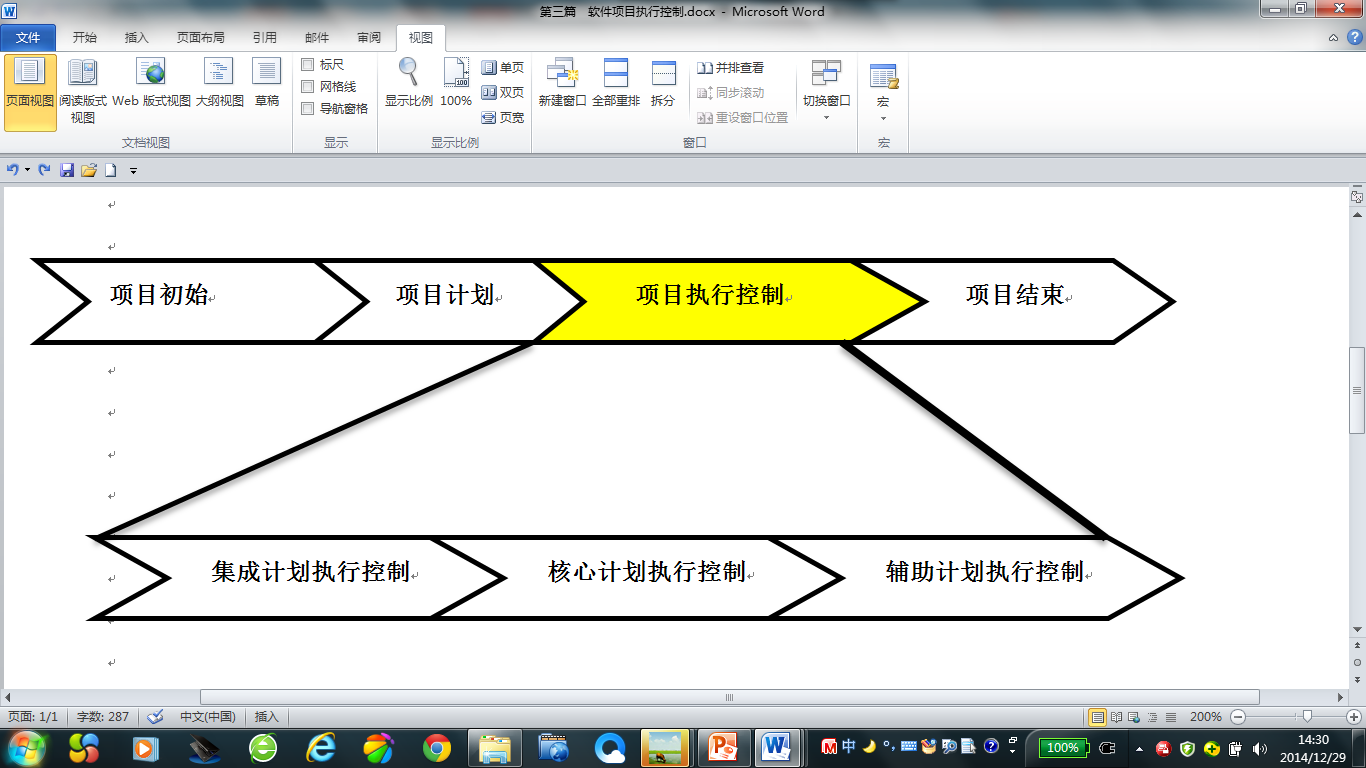 第三篇 软件项目执行控制.docx - Microsoft Word
文件 开始 插入 页面布局 引用 邮件 审阅 视图
页面视图 阅读版式视图 Web 版式视图 大纲视图 草稿
标尺
网格线
导航窗格
显示比例 100% 单页
双页
页宽
新建窗口 全部重排 拆分 并排查看
同步滚动
重设窗口位置
切换窗口 宏
文档视图 显示 显示比例 窗口 宏
项目初始 项目计划 项目执行控制 项目结束
集成计划执行控制 核心计划执行控制 辅助计划执行控制
页面: 1/1 字数: 287 中文(中国) 插入 200%
中 100% 14:30
2014/12/29